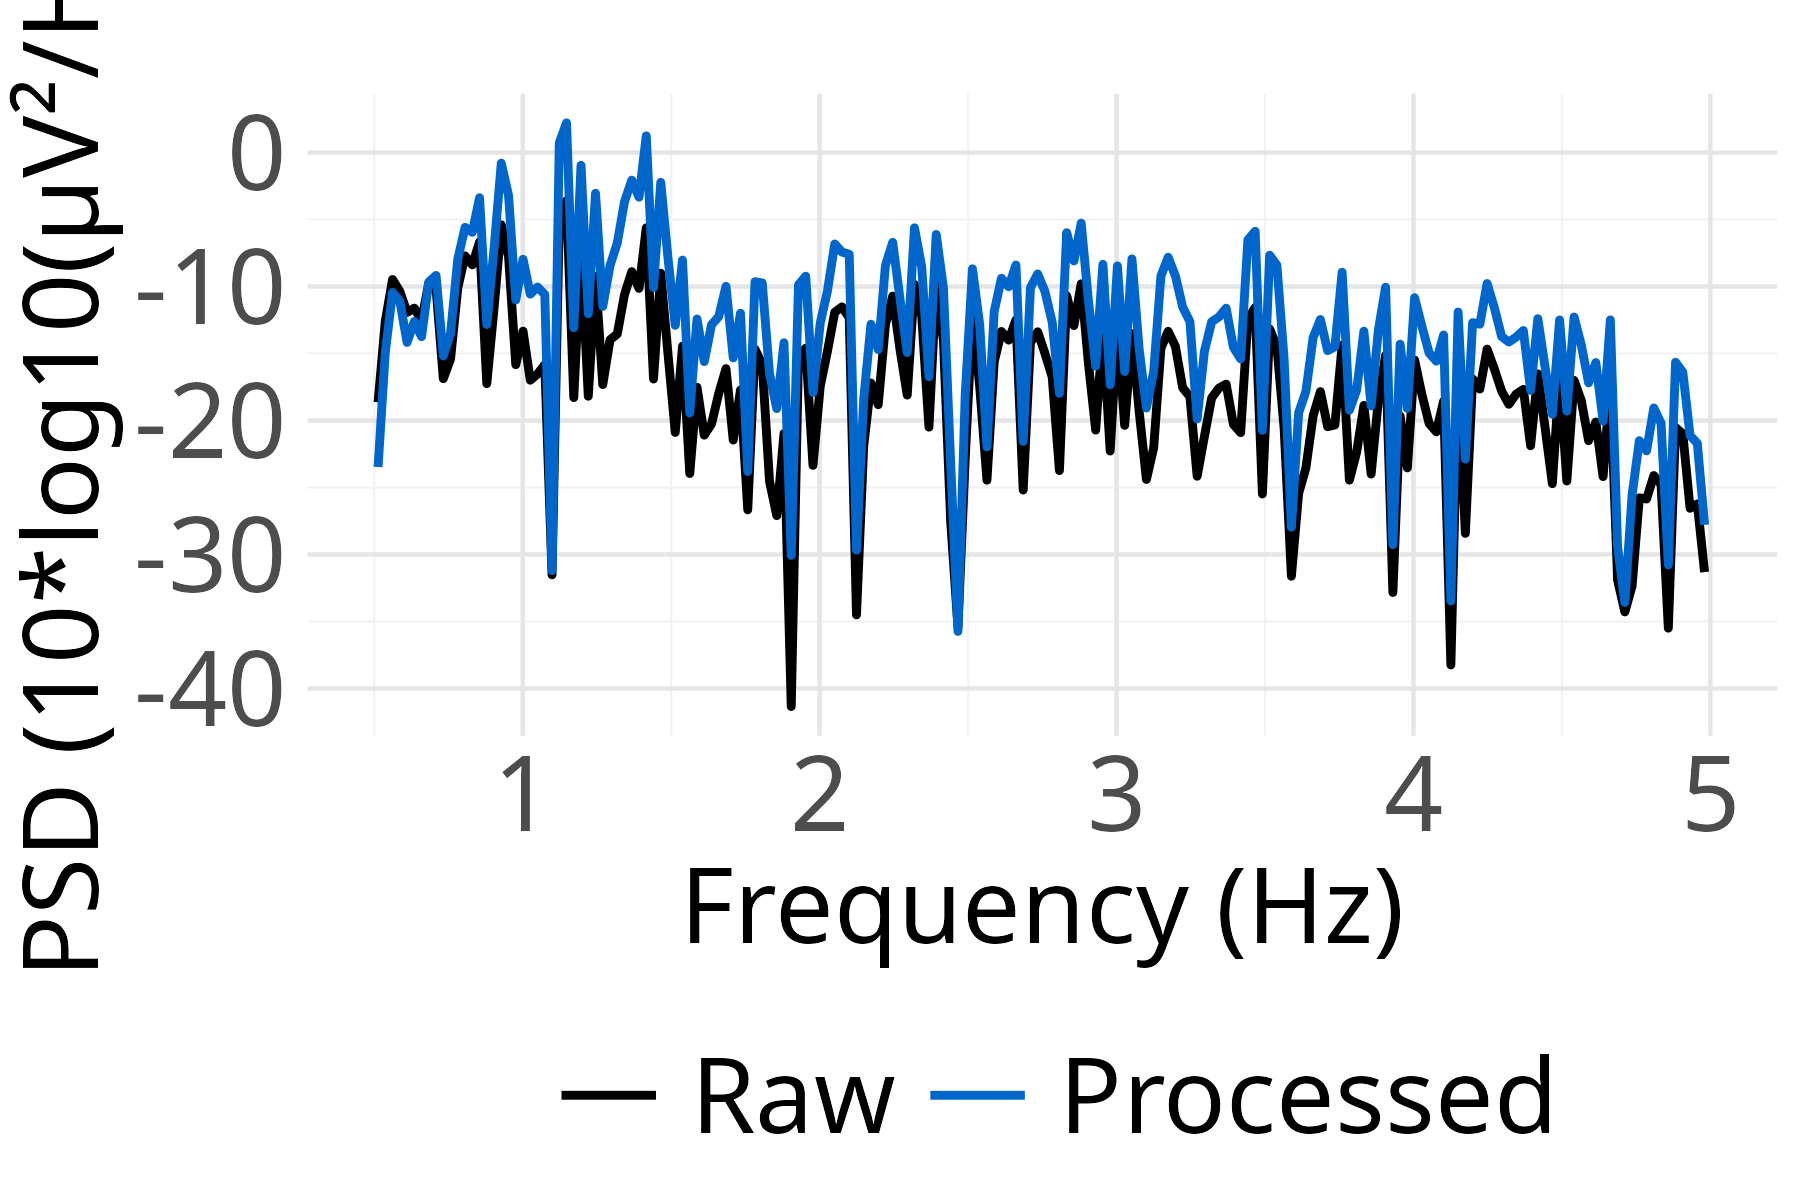 PSD (10*log10(μV²/H
0
-10
-20
-30
-40
1 2 3 4 5
Frequency (Hz)
Raw Processed